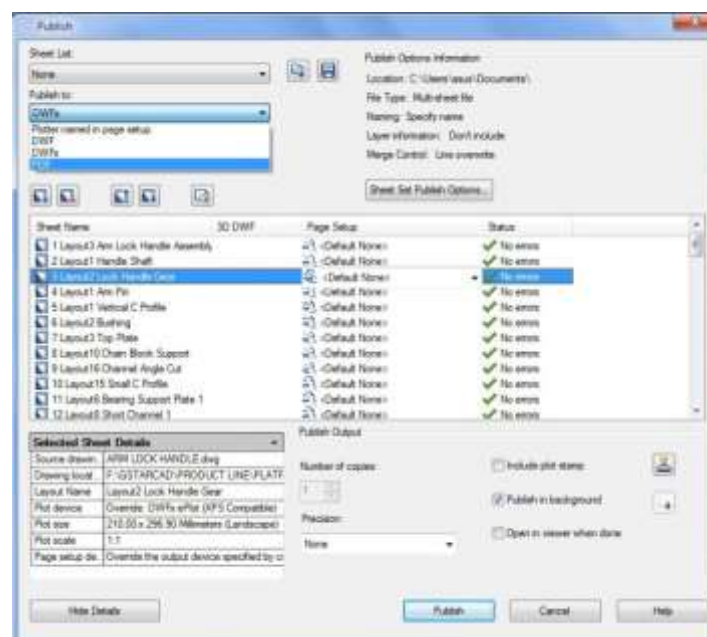 Publish
Sheet List:
None
Publish to:
DWFx
Plotter named in page setup
DWF
DWFx
PDF
Publish Options Information
Location: C:\Users\asus\Documents\
File Type: Multi-sheet file
Naming: Specify name
Layer information: Don't include
Merge Control: Lines overwrite
Sheet Set Publish Options...
Sheet Name 3D DWF Page Setup Status
1 Layout3 Arm Lock Handle Assembly <Default None> No errors
2 Layout1 Handle Shaft <Default None> No errors
3 Layout2 Lock Handle Gear <Default None> No errors
4 Layout1 Arm Pin <Default None> No errors
5 Layout1 Vertical C Profile <Default None> No errors
6 Layout2 Bushing <Default None> No errors
7 Layout3 Top Plate <Default None> No errors
8 Layout10 Chain Block Support <Default None> No errors
9 Layout16 Channel Angle Cut <Default None> No errors
10 Layout15 Small C Profile <Default None> No errors
11 Layout6 Bearing Support Plate 1 <Default None> No errors
12 Layout8 Short Channel 1 <Default None> No errors
Selected Sheet Details
Source drawin.. ARM LOCK HANDLE.dwg
Drawing locat.. F:\GSTARCAD\PRODUCT LINE\PLATF
Layout Name Layout2 Lock Handle Gear
Plot device Override: DWFx ePlot (XPS Compatible)
Plot size 210.00 x 296.90 Millimeters (Landscape)
Plot scale 1:1
Page setup de.. Override the output device specified by c
Publish Output
Number of copies:
1
Precision:
None
Include plot stamp
Publish in background
Open in viewer when done
Hide Details
Publish
Cancel
Help